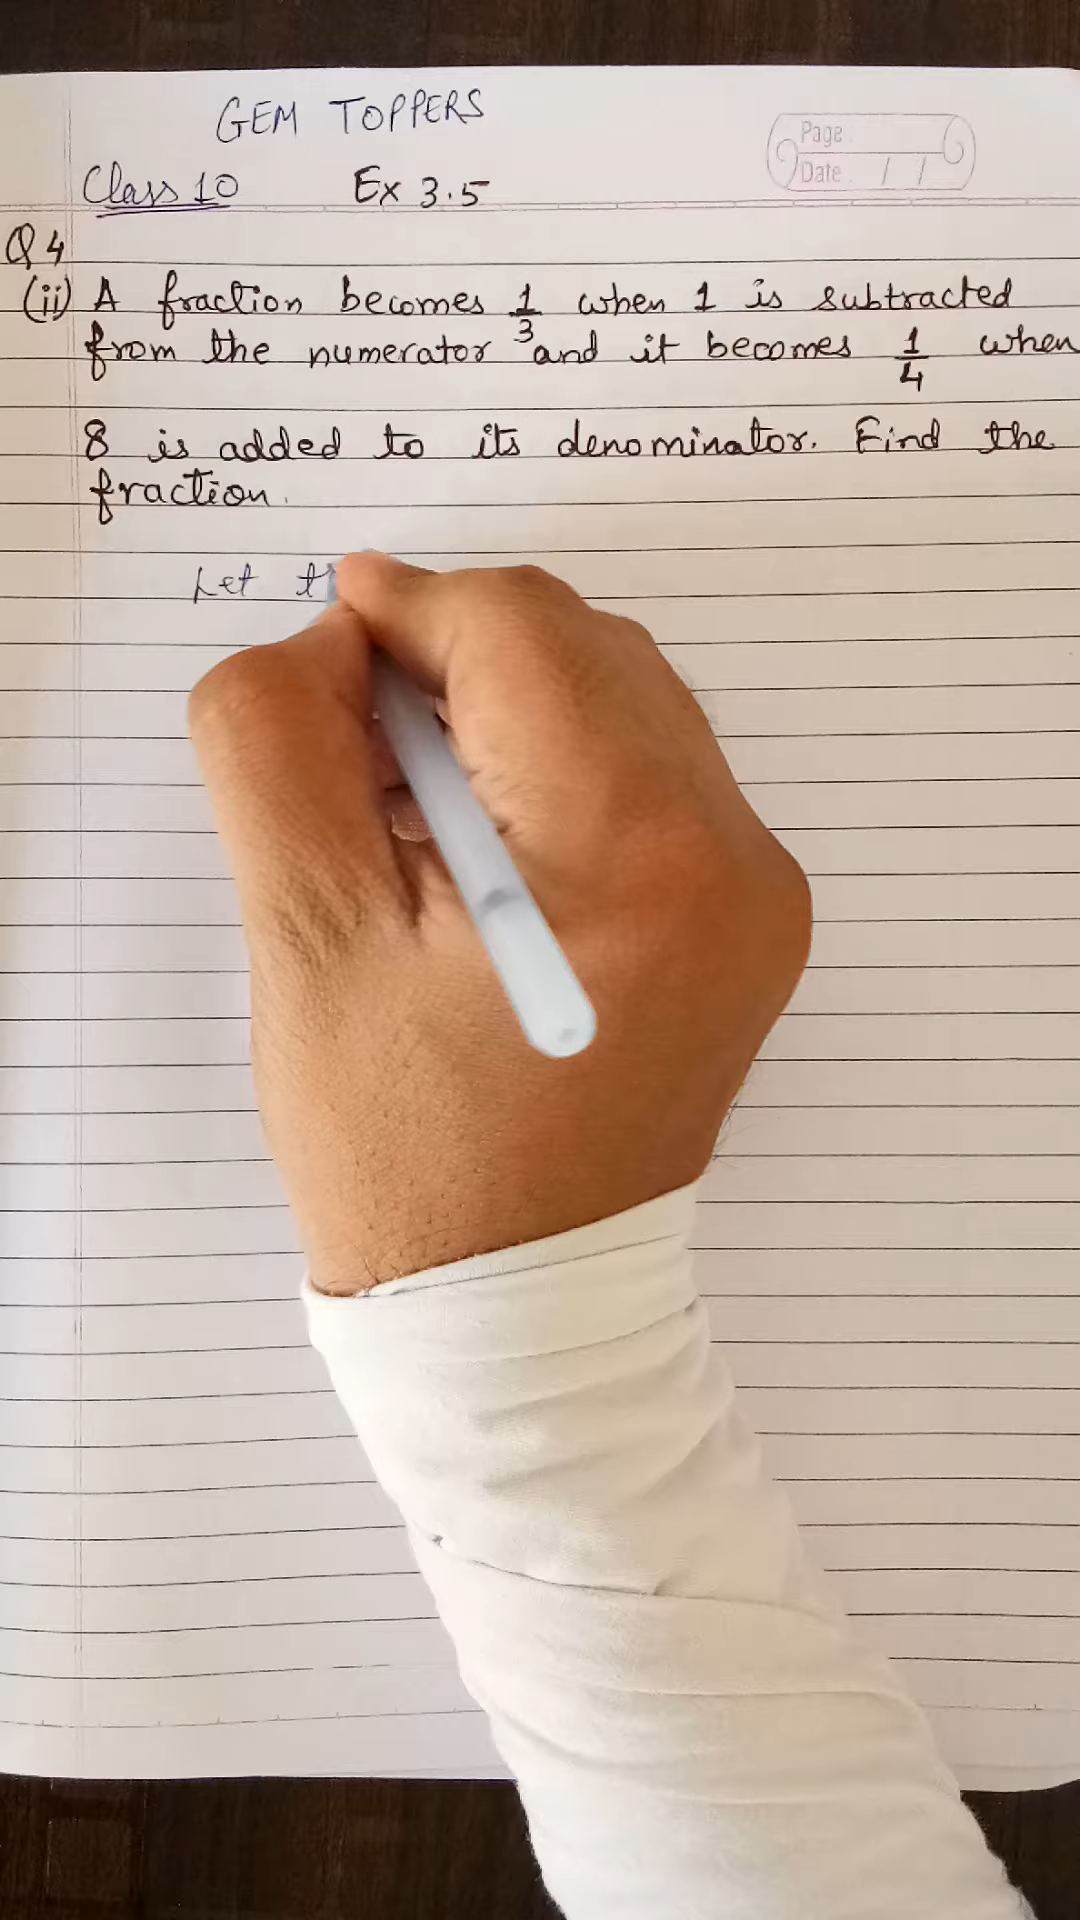 GEM TOPPERS
Page.
Date / /
Class 10 Ex 3.5
Q4
(ii) A fraction becomes 1/3 when 1 is subtracted
from the numerator and it becomes 1/4 when
8 is added to its denominator. Find the
fraction.
Let